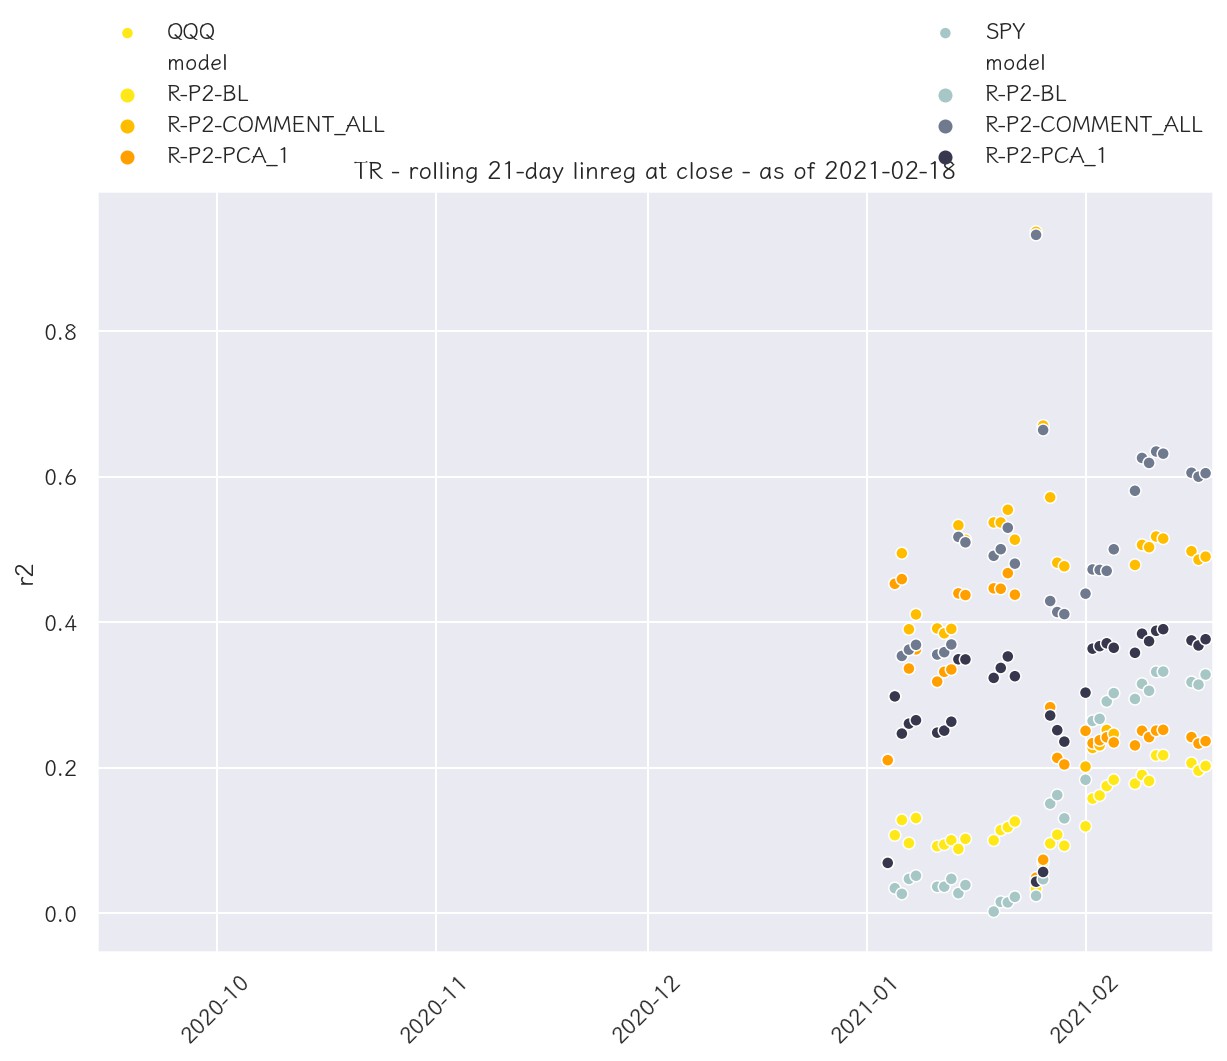 QQQ
model
R-P2-BL
R-P2-COMMENT_ALL
R-P2-PCA_1
SPY
model
R-P2-BL
R-P2-COMMENT_ALL
R-P2-PCA_1
TR - rolling 21-day linreg at close - as of 2021-02-18
0.8
0.6
0.4
0.2
0.0
r2
2020-10
2020-11
2020-12
2021-01
2021-02